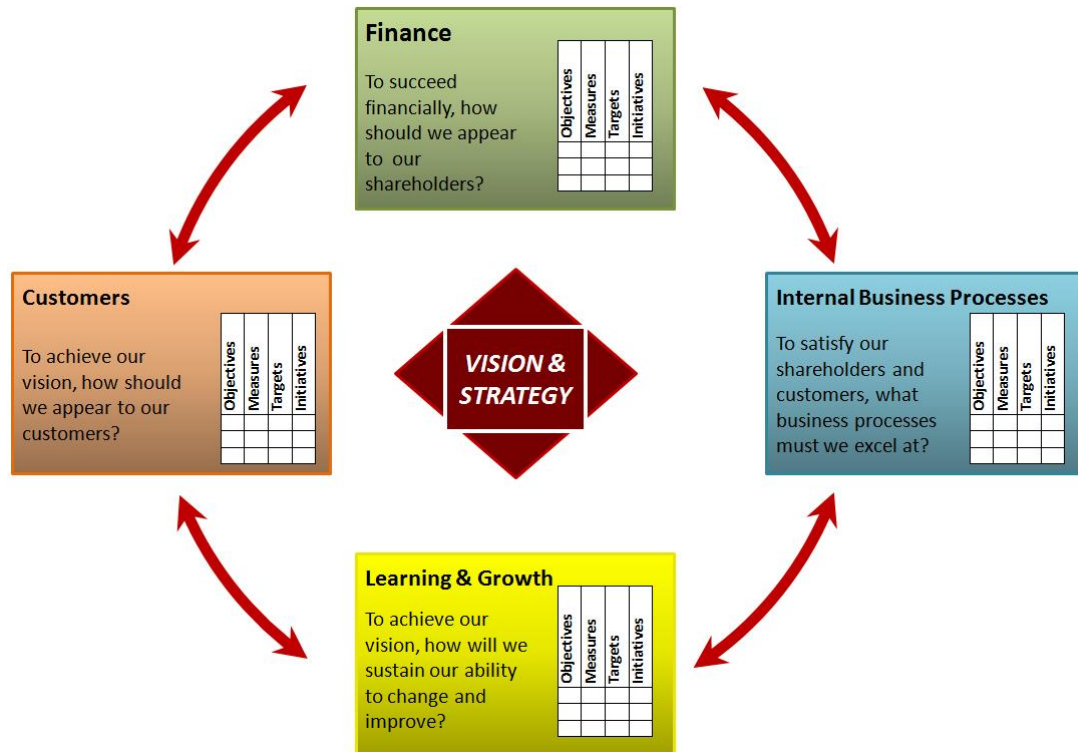 Finance
To succeed
financially, how
should we appear
to our
shareholders?
Objectives
Measures
Targets
Initiatives
Customers
To achieve our
vision, how should
we appear to our
customers?
Objectives
Measures
Targets
Initiatives
VISION &
STRATEGY
Internal Business Processes
To satisfy our
shareholders and
customers, what
business processes
must we excel at?
Objectives
Measures
Targets
Initiatives
Learning & Growth
To achieve our
vision, how will we
sustain our ability
to change and
improve?
Objectives
Measures
Targets
Initiatives